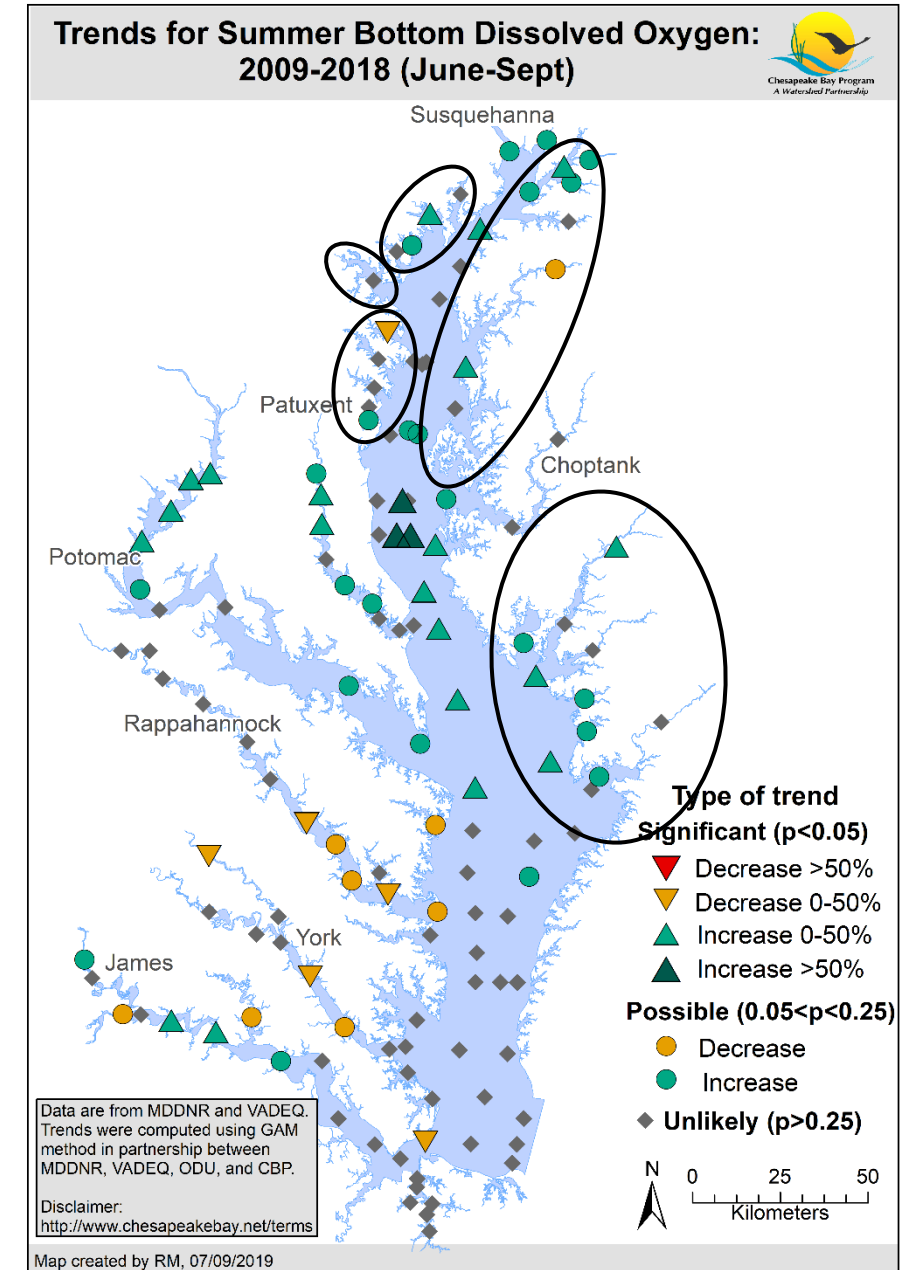 Trends for Summer Bottom Dissolved Oxygen:
2009-2018 (June-Sept)
Chesapeake Bay Program
A Watershed Partnership
Susquehanna
Patuxent
Choptank
Potomac
Rappahannock
York
James
Type of trend
Significant (p<0.05)
Decrease >50%
Decrease 0-50%
Increase 0-50%
Increase >50%
Possible (0.05<p<0.25)
Decrease
Increase
Unlikely (p>0.25)
Data are from MDDNR and VADEQ.
Trends were computed using GAM
method in partnership between
MDDNR, VADEQ, ODU, and CBP.
Disclaimer:
http://www.chesapeakebay.net/terms
N
0 25 50
Kilometers
Map created by RM, 07/09/2019